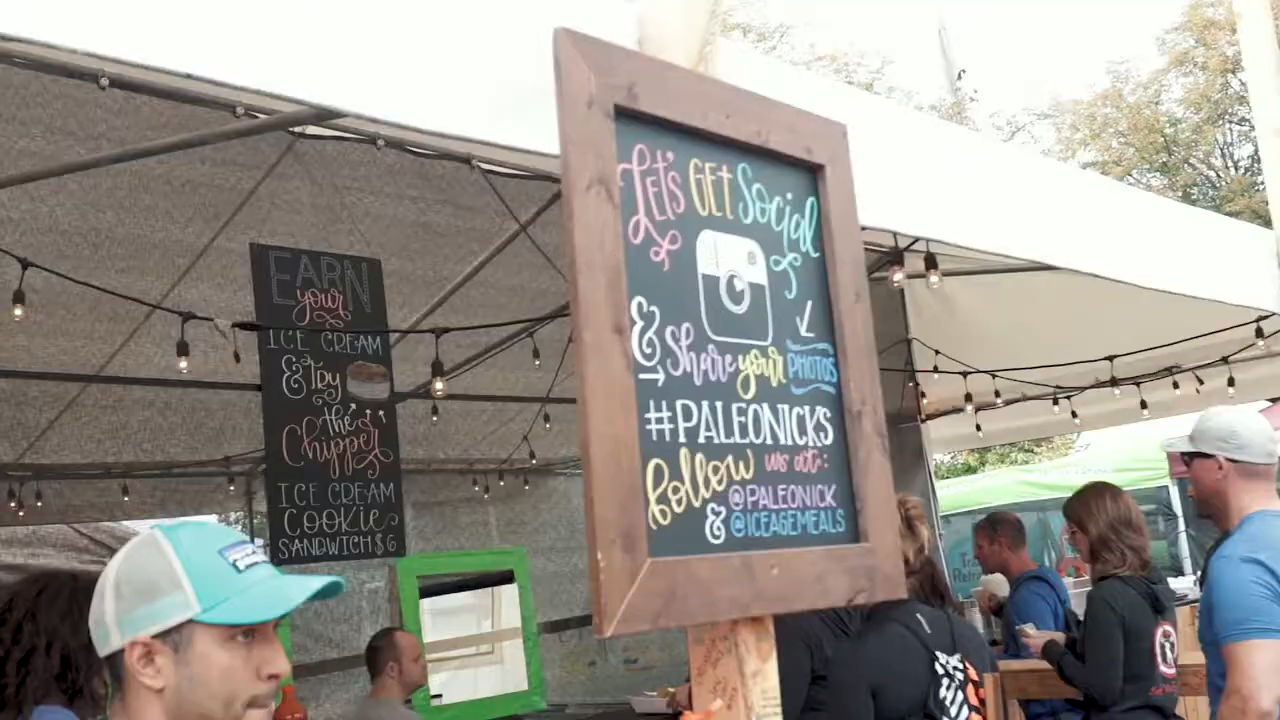 EARN
your
ICE CREAM
& try
the
Chipper
ICE CREAM
COOKIE
SANDWICH $6
LET'S GET Social
& Share your PHOTOS
#PALEONICKS
follow us at:
@PALEONICK
& @ICEAGEMEALS